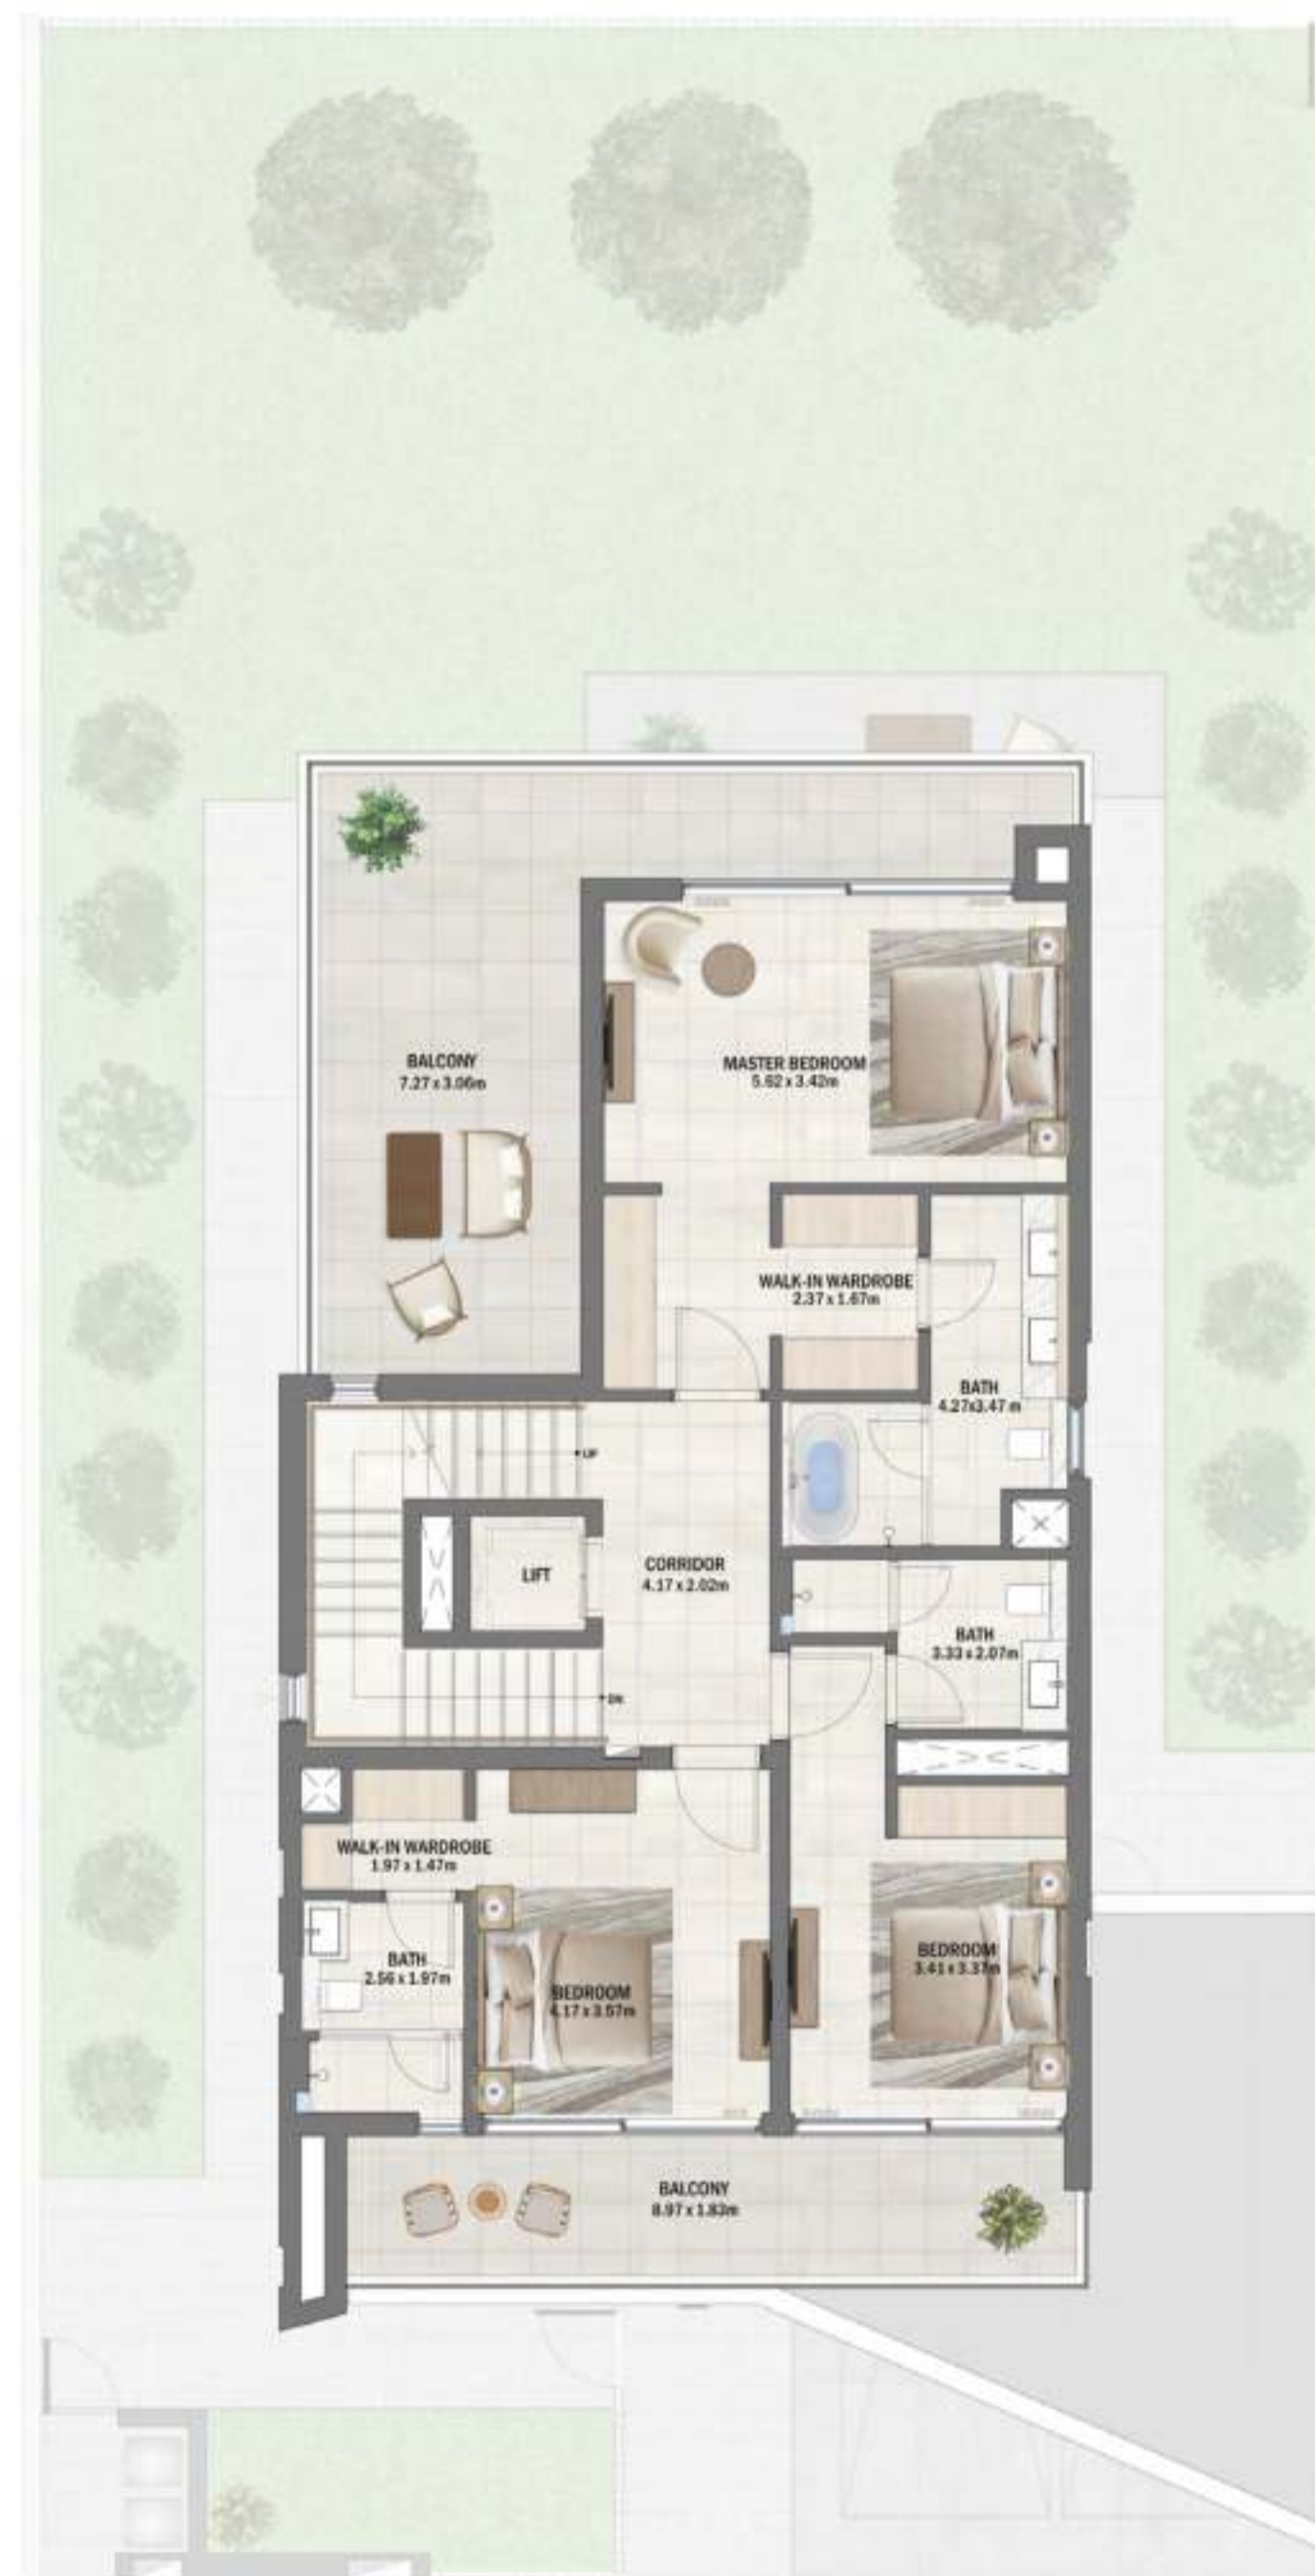 BALCONY
7.27 x 3.06m
MASTER BEDROOM
5.62 x 3.42m
WALK-IN WARDROBE
2.37 x 1.67m
BATH
4.27x3.47 m
UP
LIFT
CORRIDOR
4.17 x 2.02m
BATH
3.33 x 2.07m
DN.
WALK-IN WARDROBE
1.97 x 1.47m
BATH
2.56 x 1.97m
BEDROOM
4.17 x 3.57m
BEDROOM
3.41 x 3.37m
BALCONY
8.97 x 1.83m